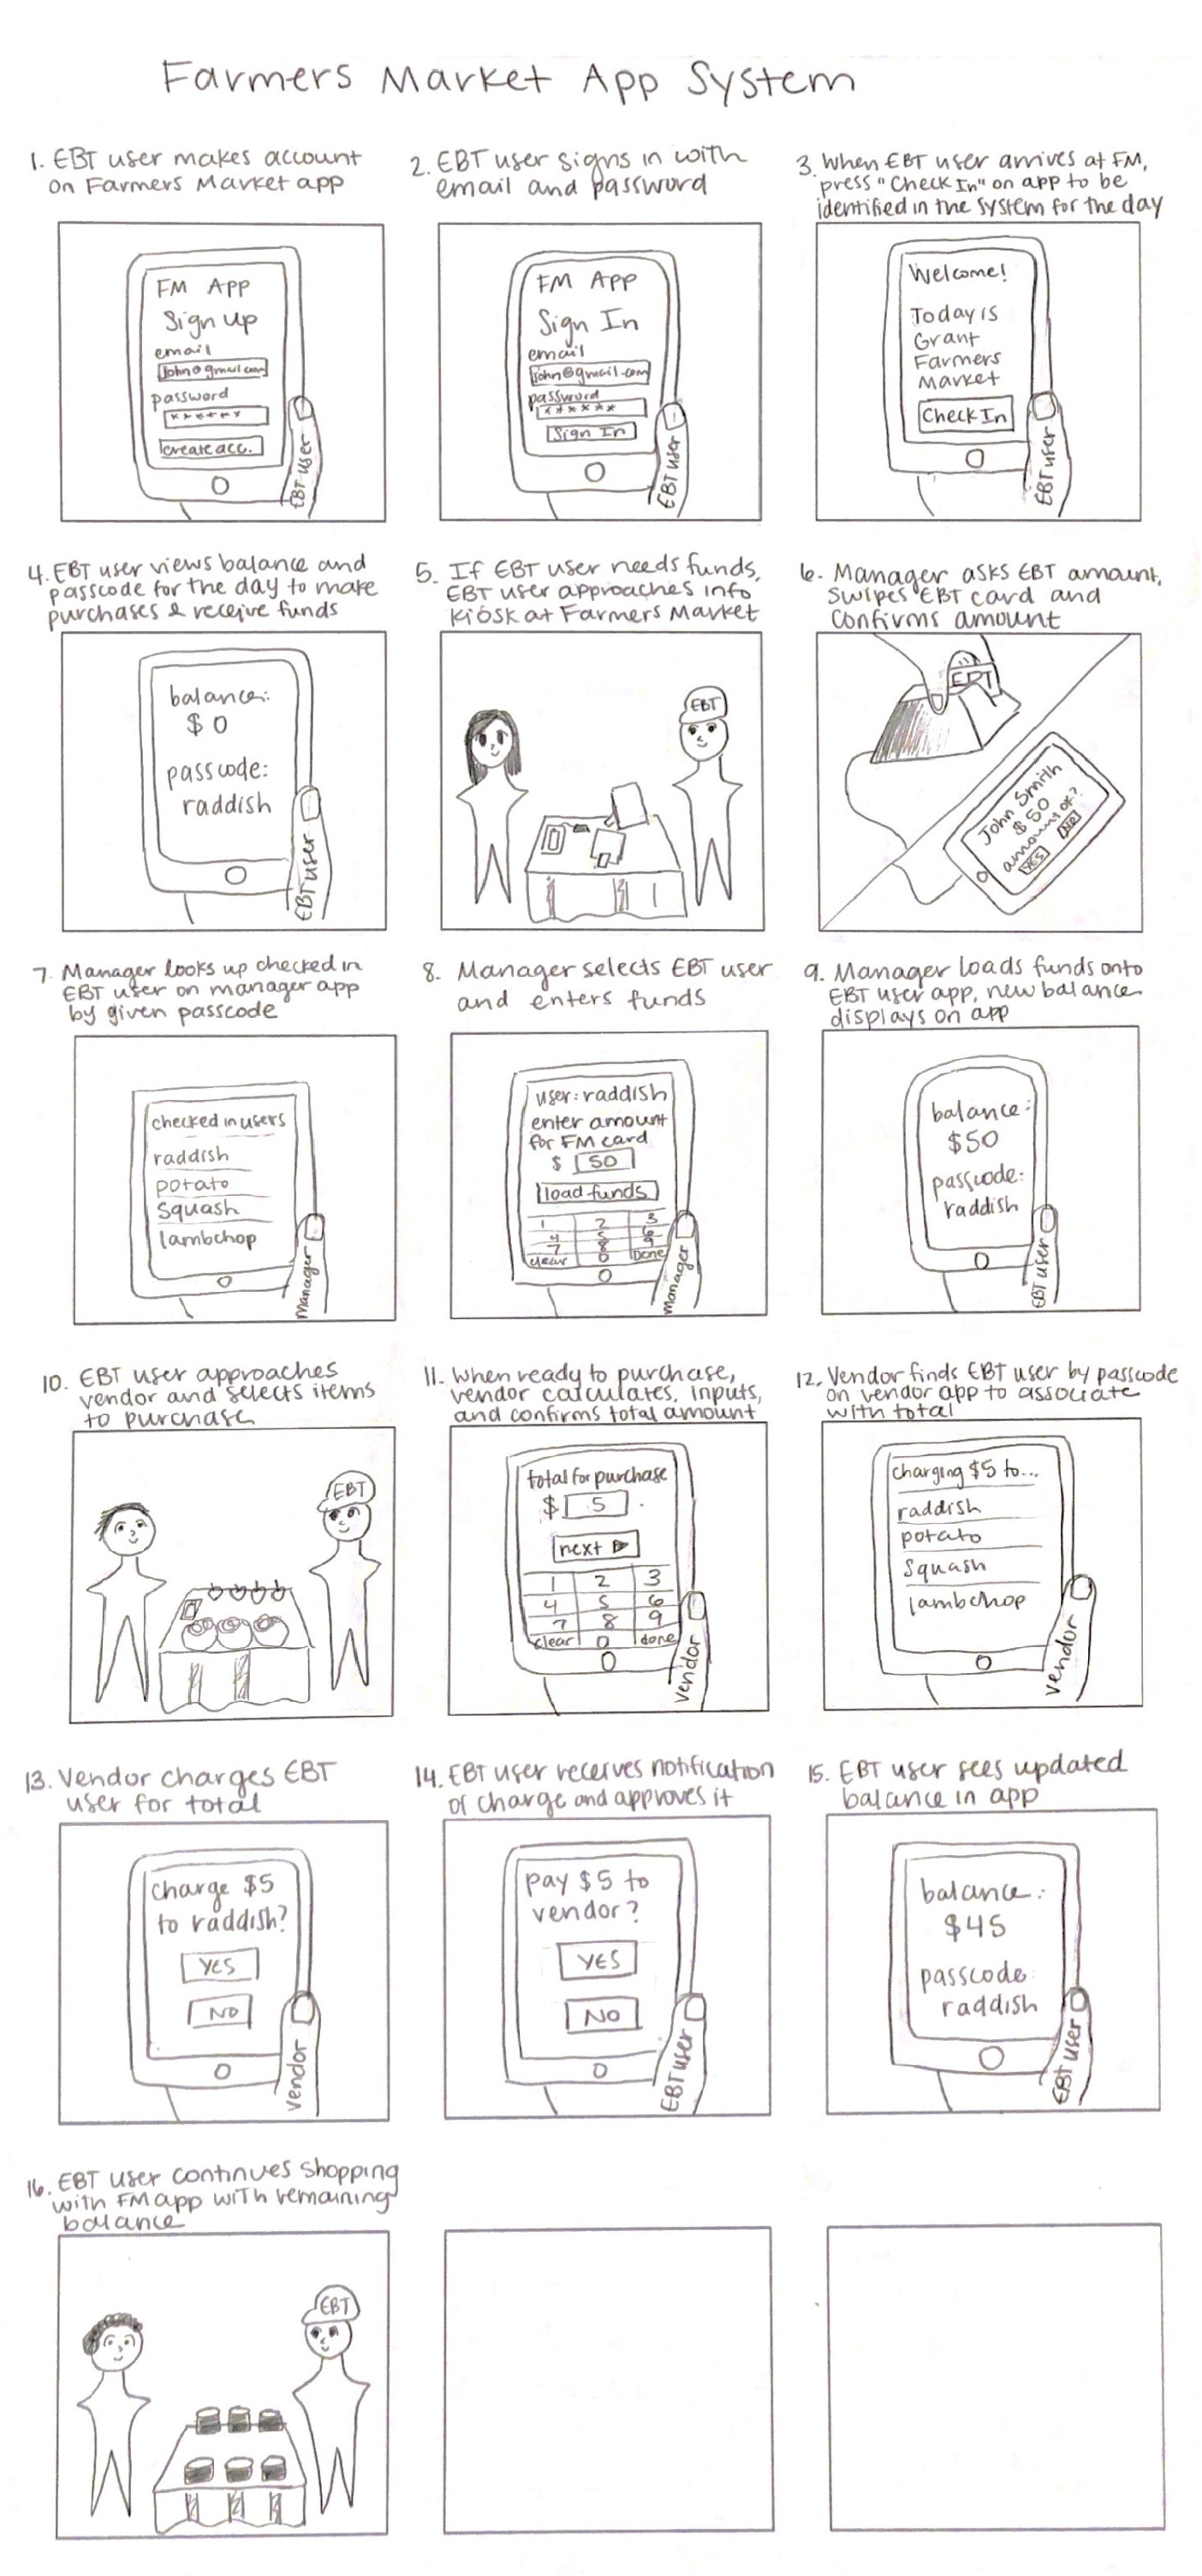 Farmers Market App System
1. EBT user makes account
on Farmers Market app
FM APP
Sign up
email
john@gmail.com
password
******
create acc.
EBT user
2. EBT user signs in with
email and password
FM APP
Sign In
email
john@gmail.com
password
******
Sign In
EBT user
3. When EBT user arrives at FM,
press "Check In" on app to be
identified in the system for the day
Welcome!
Today is
Grant
Farmers
Market
Check In
EBT user
4. EBT user views balance and
passcode for the day to make
purchases & receive funds
balance:
$0
passcode:
raddish
EBT user
5. If EBT user needs funds,
EBT user approaches info
kiosk at Farmers Market
EBT
6. Manager asks EBT amount,
swipes EBT card and
confirms amount
EBT
John Smith
$50
amount ok?
YES NO
7. Manager looks up checked in
EBT user on manager app
by given passcode
checked in users
raddish
potato
squash
lambchop
Manager
8. Manager selects EBT user
and enters funds
user: raddish
enter amount
for FM card
$ 50
load funds
1 2 3
4 5 6
7 8 9
clear 0 Done
Manager
9. Manager loads funds onto
EBT user app, new balance
displays on app
balance:
$50
passcode:
raddish
EBT user
10. EBT user approaches
vendor and selects items
to purchase
EBT
11. When ready to purchase,
vendor calculates, inputs,
and confirms total amount
total for purchase
$ 5
next
1 2 3
4 5 6
7 8 9
clear 0 done
vendor
12. Vendor finds EBT user by passcode
on vendor app to associate
with total
charging $5 to...
raddish
potato
squash
lambchop
vendor
13. Vendor charges EBT
user for total
charge $5
to raddish?
YES
NO
vendor
14. EBT user receives notification
of charge and approves it
pay $5 to
vendor?
YES
NO
EBT user
15. EBT user sees updated
balance in app
balance:
$45
passcode
raddish
EBT user
16. EBT user continues shopping
with FM app with remaining
balance
EBT